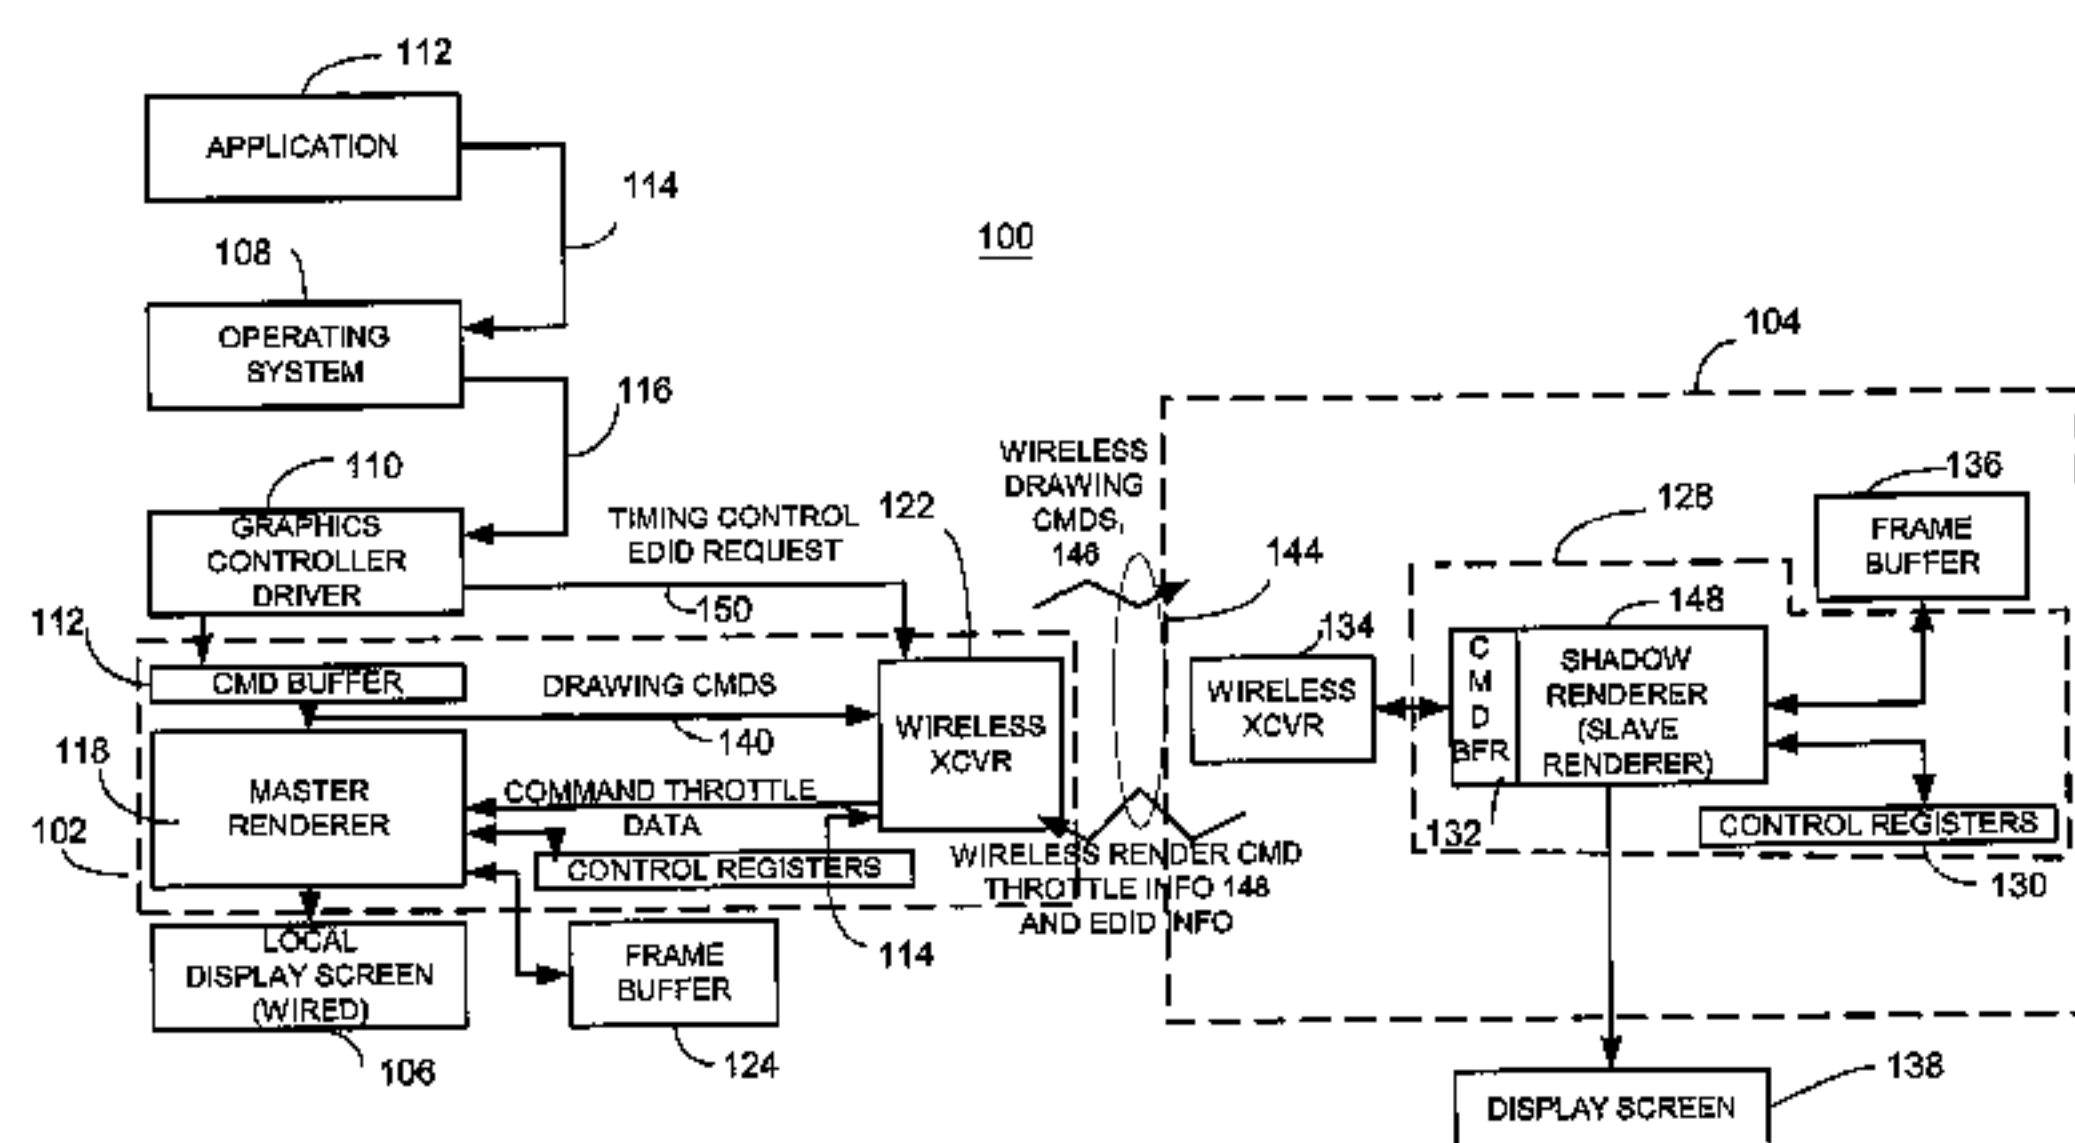 112
APPLICATION
114
108
100
OPERATING
SYSTEM
104
116
110
GRAPHICS
CONTROLLER
DRIVER
TIMING CONTROL
EDID REQUEST
150
122
WIRELESS
DRAWING
CMDS,
146
144
136
FRAME
BUFFER
128
148
112
CMD BUFFER
DRAWING CMDS
140
WIRELESS
XCVR
134
WIRELESS
XCVR
C
M
D
BFR
SHADOW
RENDERER
(SLAVE
RENDERER)
132
118
MASTER
RENDERER
102
COMMAND THROTTLE
DATA
CONTROL REGISTERS
WIRELESS RENDER CMD
THROTTLE INFO 148
AND EDID INFO
CONTROL REGISTERS
130
114
LOCAL
DISPLAY SCREEN
(WIRED)
106
FRAME
BUFFER
124
138
DISPLAY SCREEN